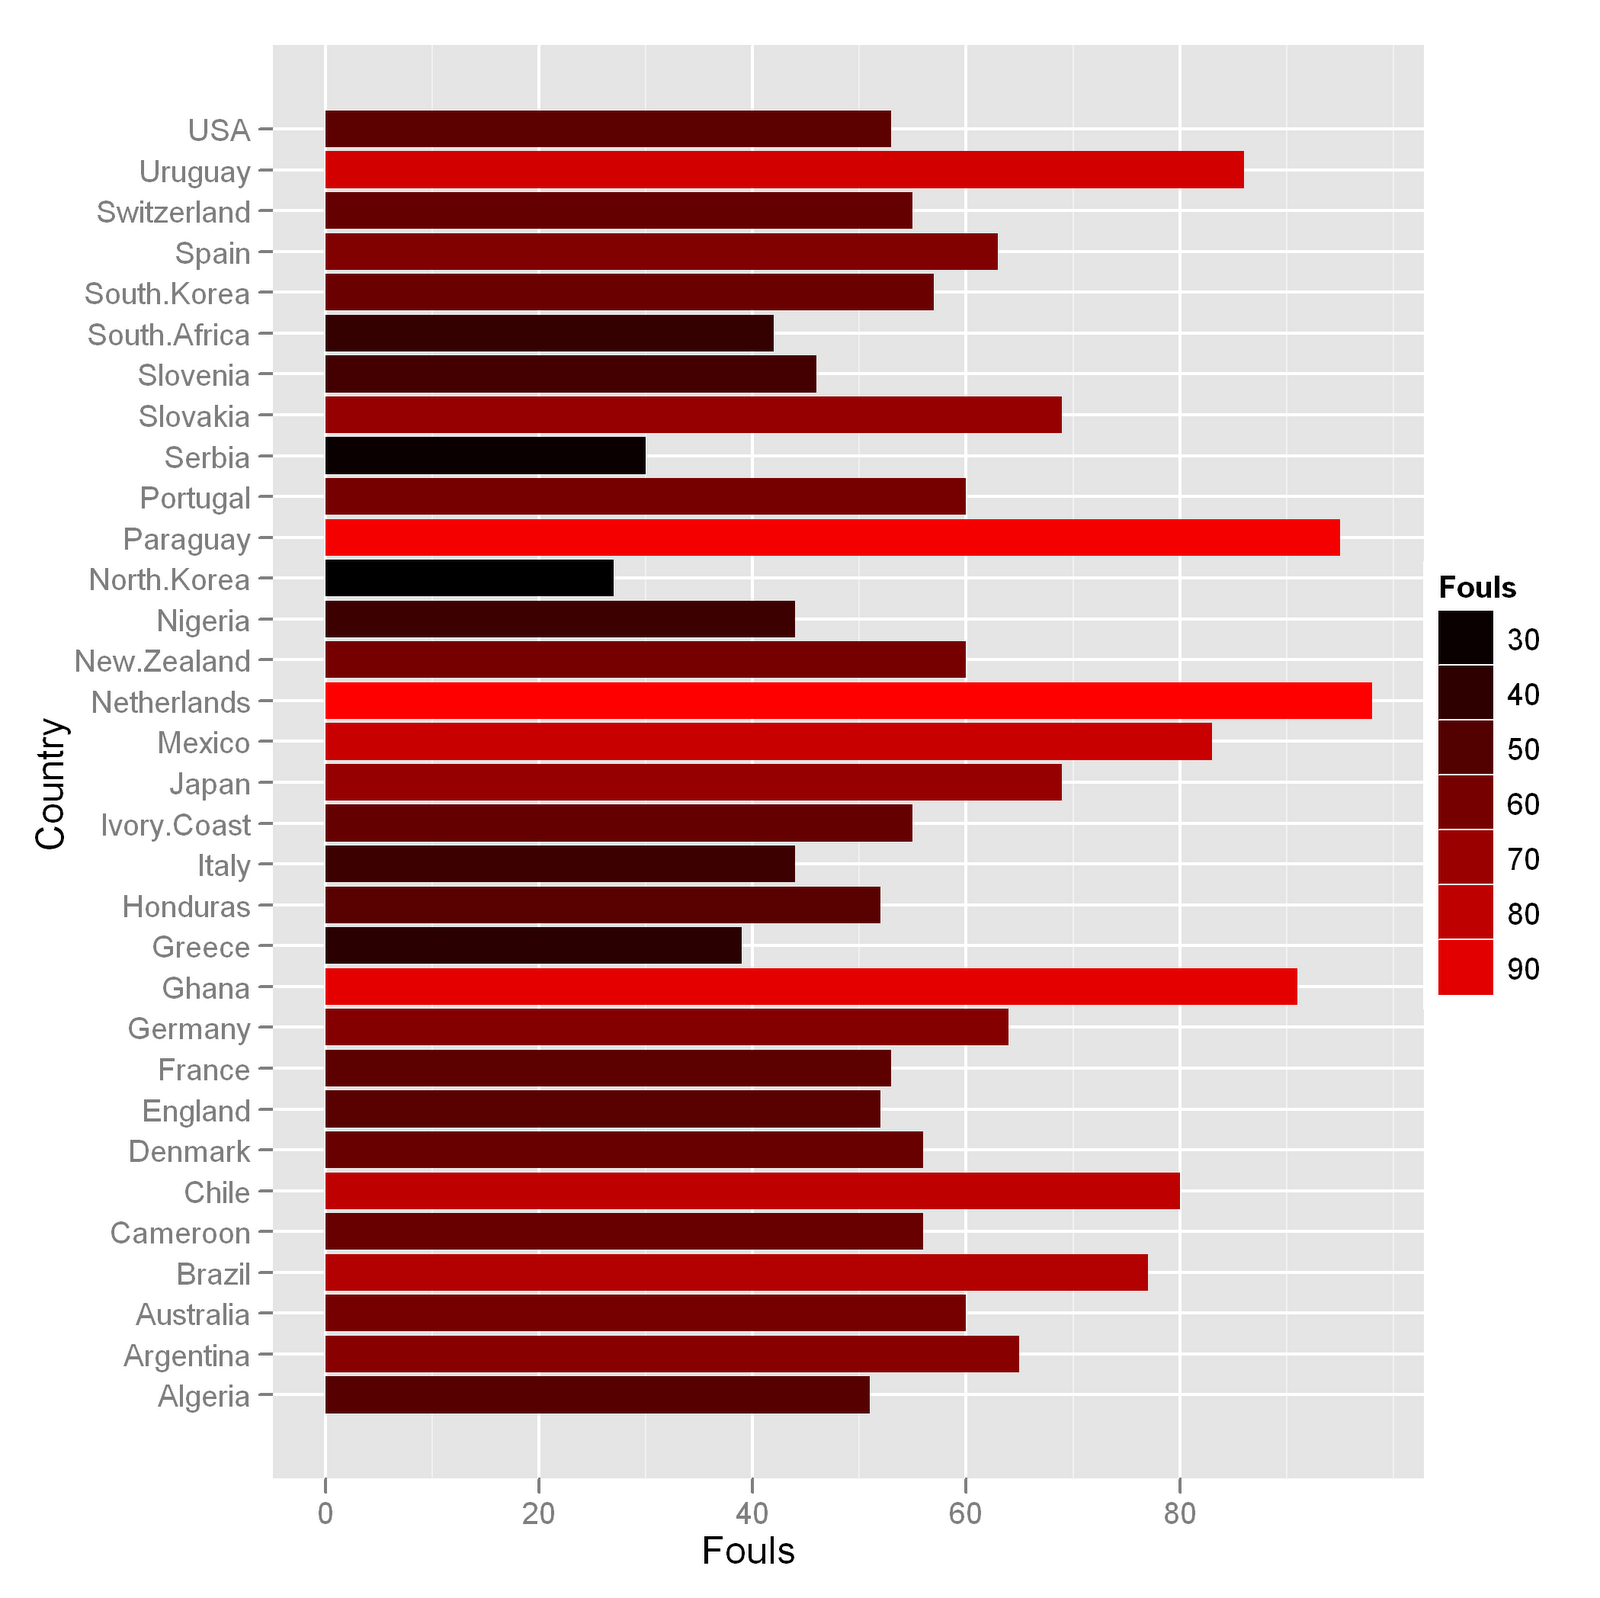 USA
Uruguay
Switzerland
Spain
South.Korea
South.Africa
Slovenia
Slovakia
Serbia
Portugal
Paraguay
North.Korea
Nigeria
New.Zealand
Netherlands
Mexico
Japan
Ivory.Coast
Italy
Honduras
Greece
Ghana
Germany
France
England
Denmark
Chile
Cameroon
Brazil
Australia
Argentina
Algeria
Country
0 20 40 60 80
Fouls
Fouls
30
40
50
60
70
80
90